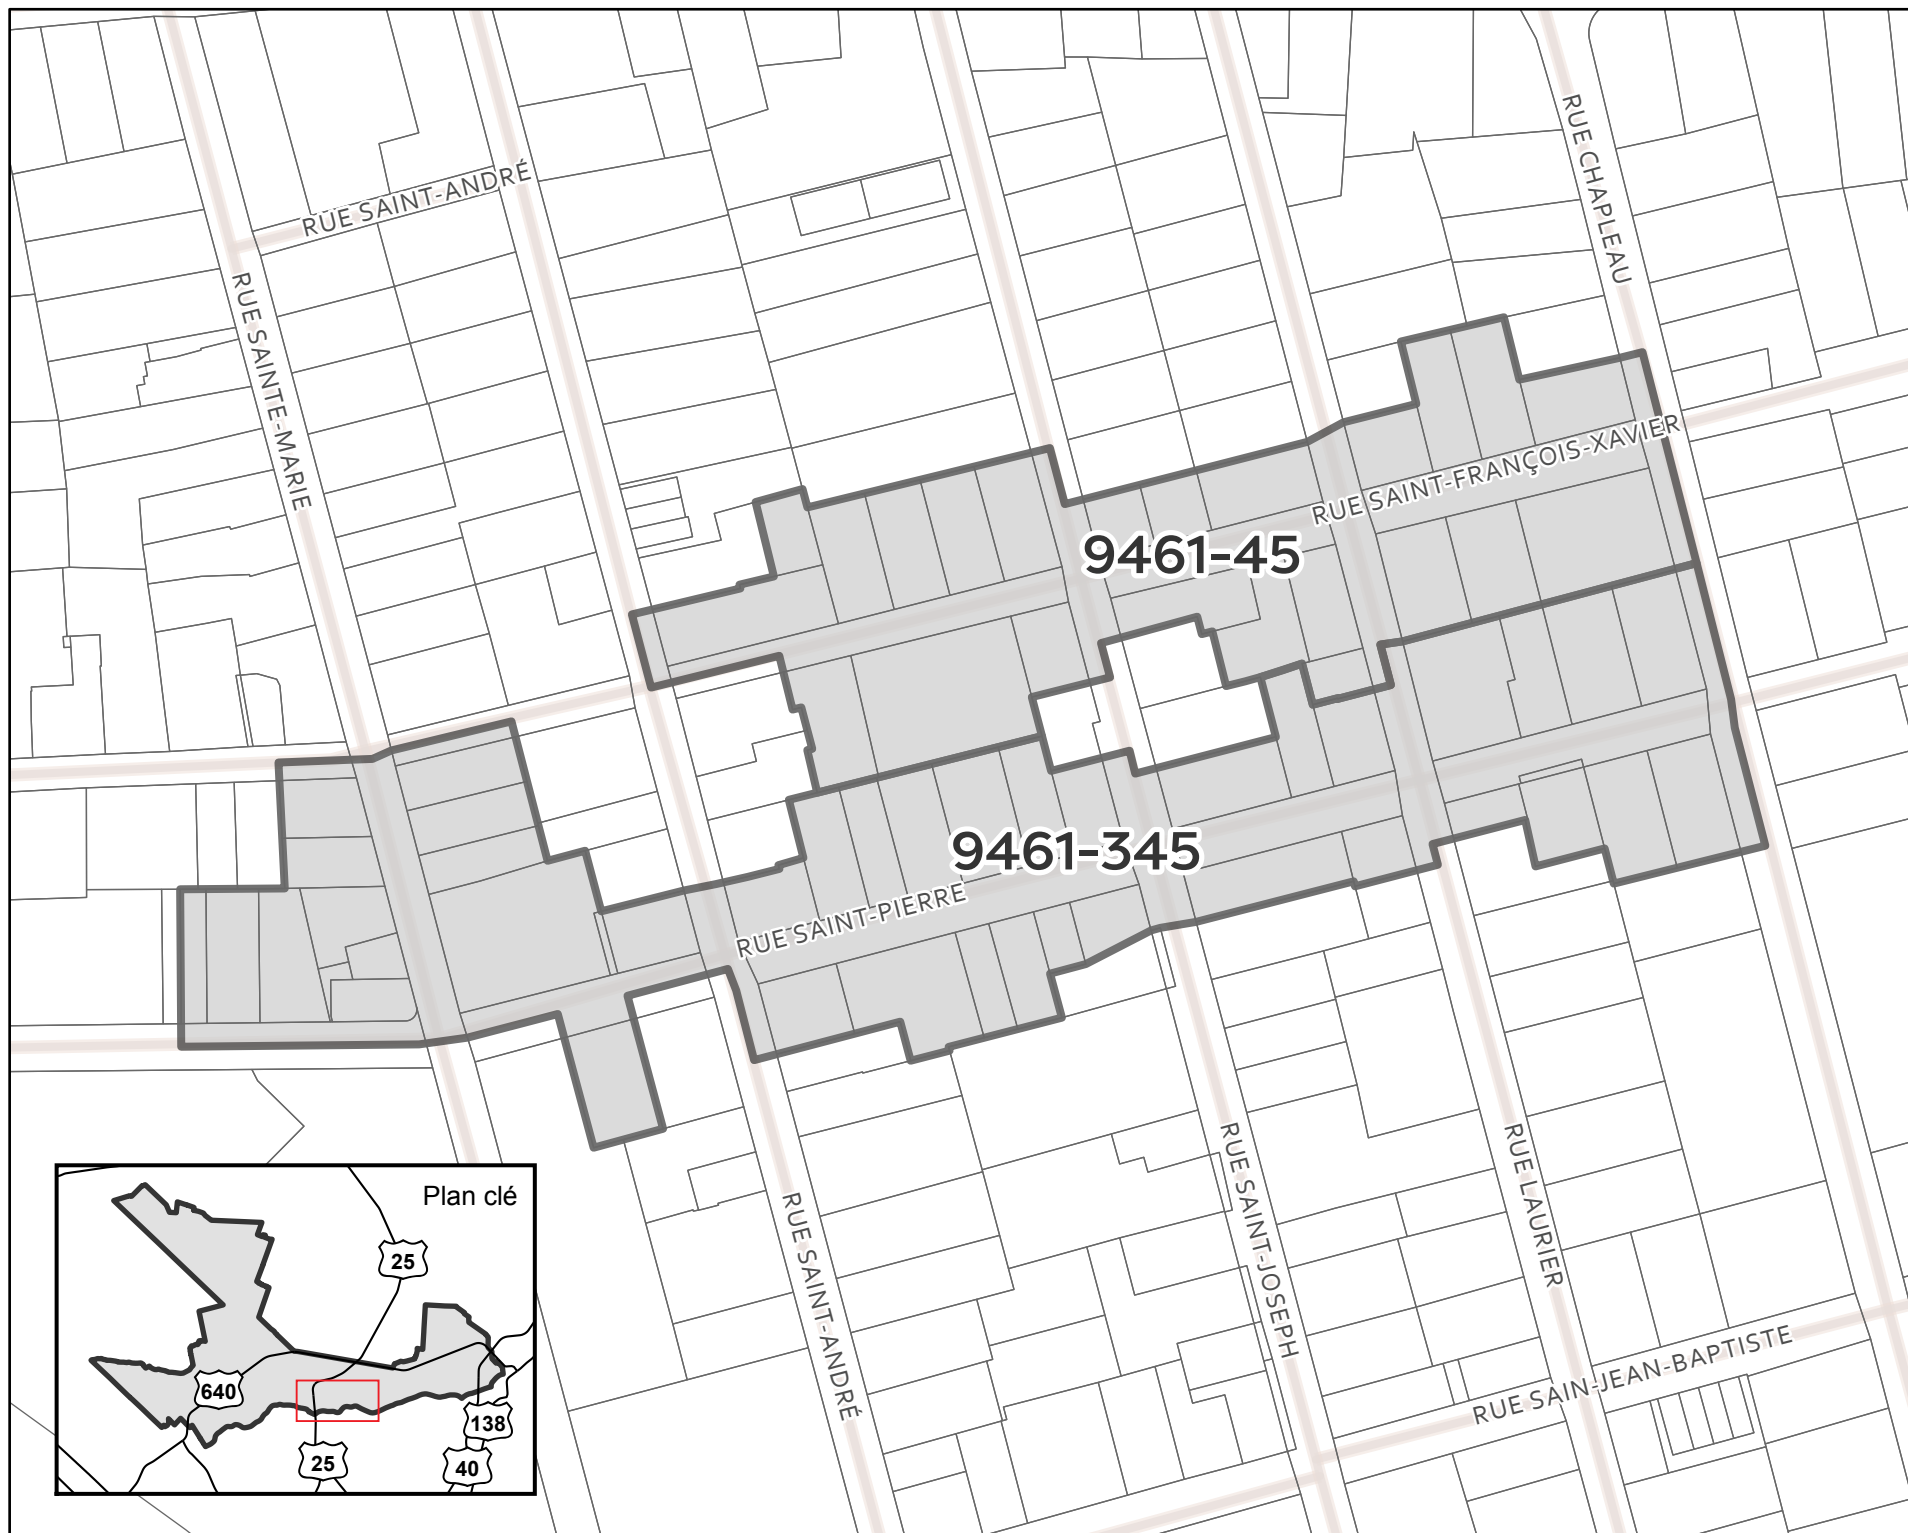 RUE CHAPLEAU
RUE SAINT-ANDRÉ
RUE SAINTE-MARIE
RUE SAINT-FRANÇOIS-XAVIER
9461-45
9461-345
RUE SAINT-PIERRE
RUE SAINT-JOSEPH
RUE LAURIER
RUE SAINT-ANDRÉ
RUE SAIN-JEAN-BAPTISTE
Plan clé
25
640
138
25
40